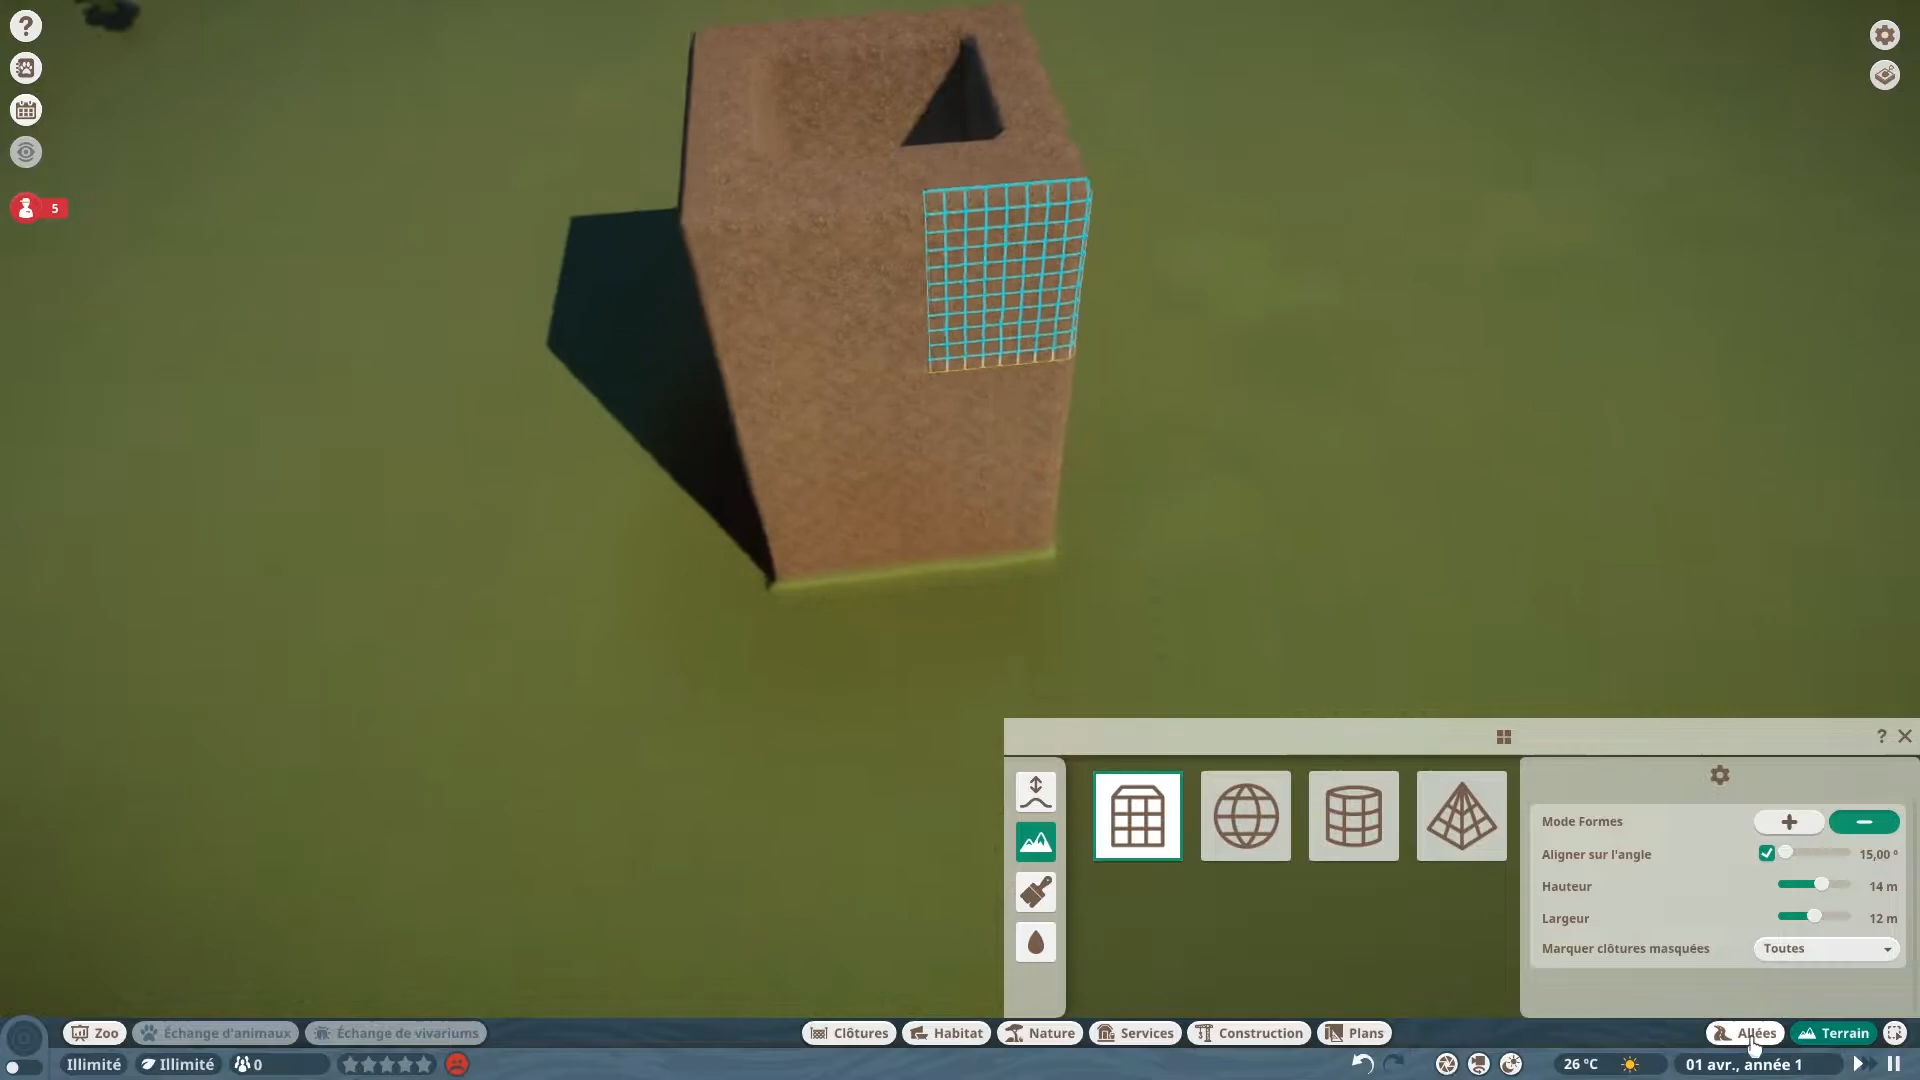 5
Mode Formes
Aligner sur l'angle 15,00 °
Hauteur 14 m
Largeur 12 m
Marquer clôtures masquées Toutes
Zoo Échange d'animaux Échange de vivariums Clôtures Habitat Nature Services Construction Plans Allées Terrain
Illimité Illimité 0 26 °C 01 avr., année 1